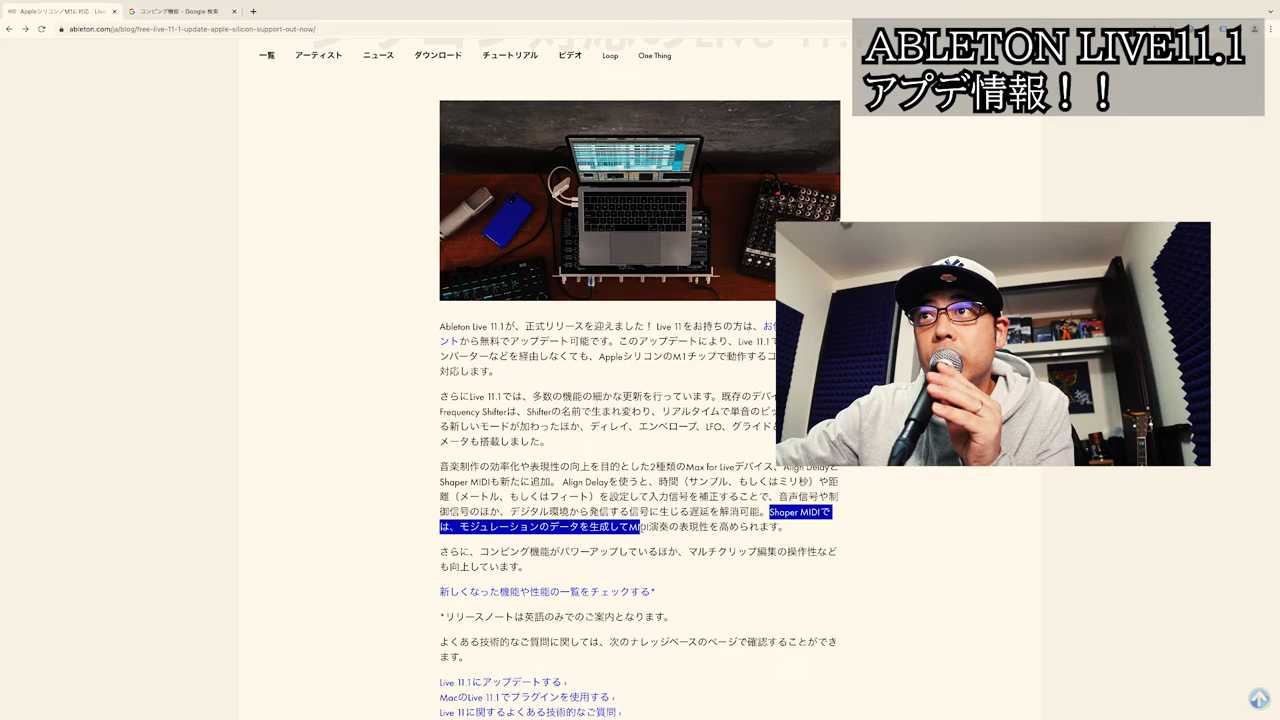 Appleシリコン/M1に対応：Live
コンピング機能 - Google 検索
ableton.com/ja/blog/free-live-11-1-update-apple-silicon-support-out-now/
ABLETON LIVE11.1
アプデ情報！！
一覧 アーティスト ニュース ダウンロード チュートリアル ビデオ Loop One Thing
Ableton Live 11.1が、正式リリースを迎えました！ Live 11をお持ちの方は、お
ントから無料でアップデート可能です。このアップデートにより、Live 11.1
ンバーターなどを経由しなくても、AppleシリコンのM1チップで動作するコ
対応します。
さらにLive 11.1では、多数の機能の細かな更新を行っています。既存のデバイ
Frequency Shifterは、Shifterの名前で生まれ変わり、リアルタイムで単音のピッ
る新しいモードが加わったほか、ディレイ、エンベロープ、LFO、グライド
メータも搭載しました。
音楽制作の効率化や表現性の向上を目的とした2種類のMax for Liveデバイス、Align Delayと
Shaper MIDIも新たに追加。 Align Delayを使うと、時間（サンプル、もしくはミリ秒）や距
離（メートル、もしくはフィート）を設定して入力信号を補正することで、音声信号や制
御信号のほか、デジタル環境から発信する信号に生じる遅延を解消可能。Shaper MIDIで
は、モジュレーションのデータを生成してMIDI演奏の表現性を高められます。
さらに、コンピング機能がパワーアップしているほか、マルチクリップ編集の操作性など
も向上しています。
新しくなった機能や性能の一覧をチェックする*
*リリースノートは英語のみでのご案内となります。
よくある技術的なご質問に関しては、次のナレッジベースのページで確認することができ
ます。
Live 11.1にアップデートする ›
MacのLive 11.1でプラグインを使用する ›
Live 11に関するよくある技術的なご質問 ›